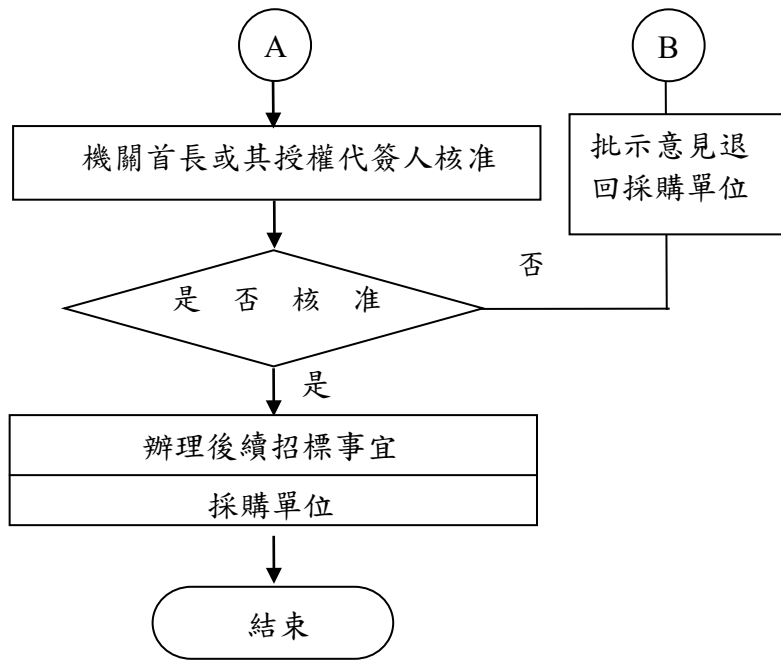 A
B
機關首長或其授權代簽人核准
批示意見退
回採購單位
否
是 否 核 准
是
辦理後續招標事宜
採購單位
結束